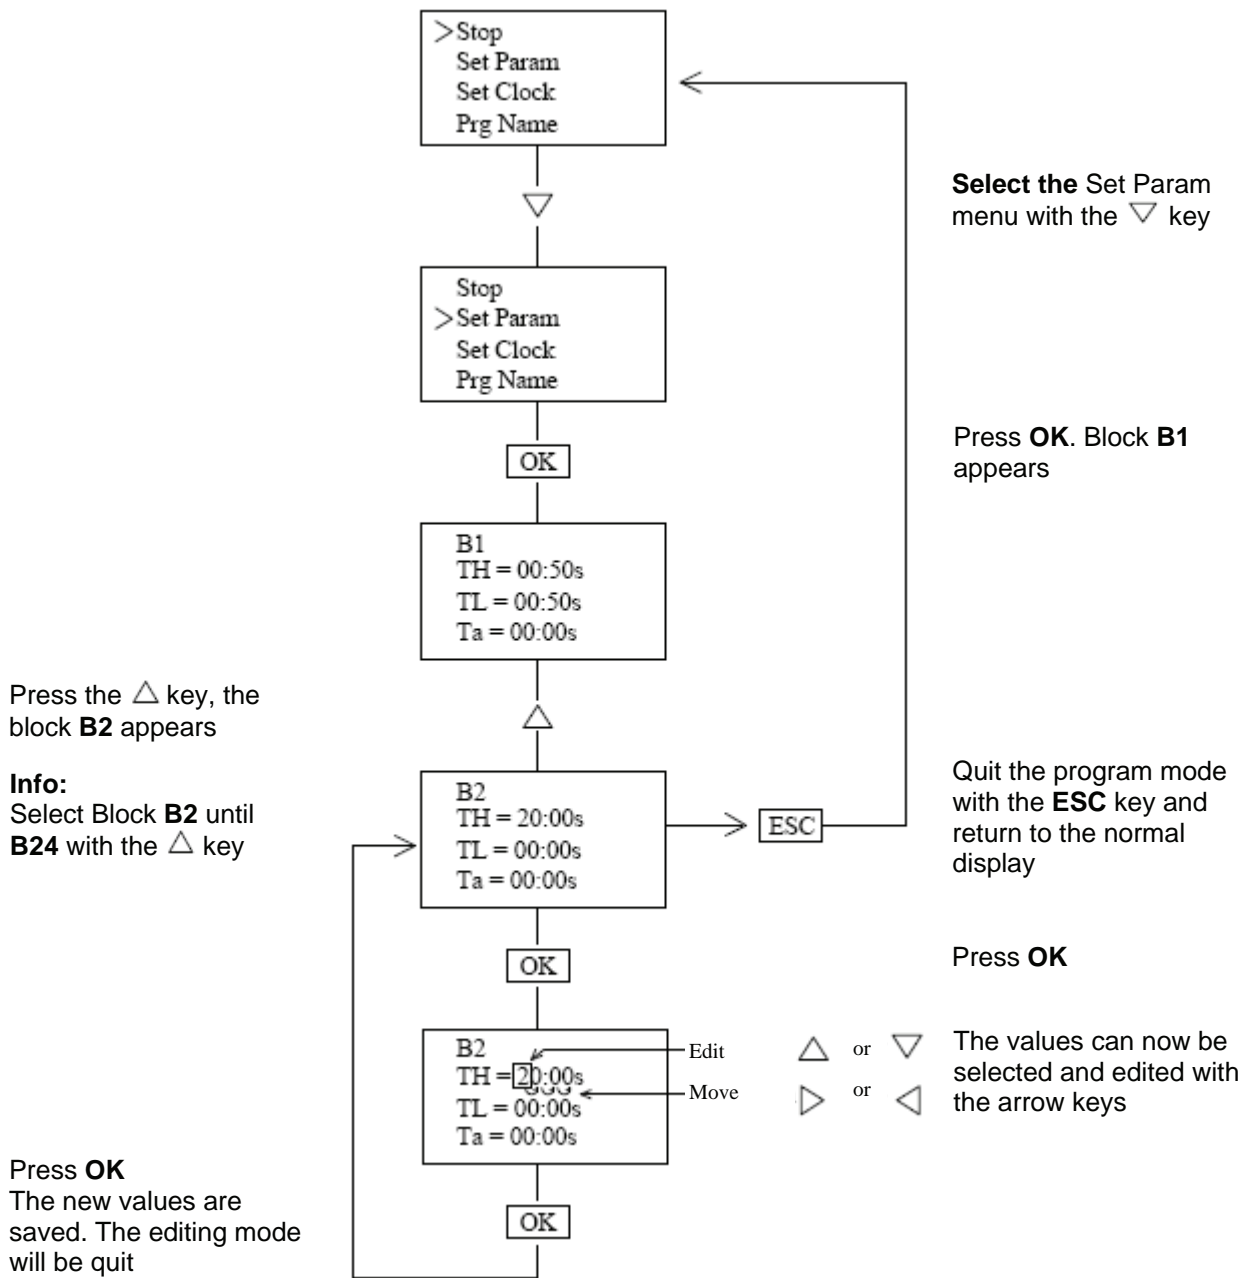 >Stop
Set Param
Set Clock
Prg Name
Select the Set Param
menu with the ▽ key
Stop
>Set Param
Set Clock
Prg Name
OK
Press OK. Block B1
appears
B1
TH = 00:50s
TL = 00:50s
Ta = 00:00s
Press the △ key, the
block B2 appears
Info:
Select Block B2 until
B24 with the △ key
B2
TH = 20:00s
TL = 00:00s
Ta = 00:00s
ESC
Quit the program mode
with the ESC key and
return to the normal
display
OK
Press OK
B2
TH = 20:00s
TL = 00:00s
Ta = 00:00s
Edit △ or ▽
Move ▷ or ◁
The values can now be
selected and edited with
the arrow keys
Press OK
The new values are
saved. The editing mode
will be quit
OK